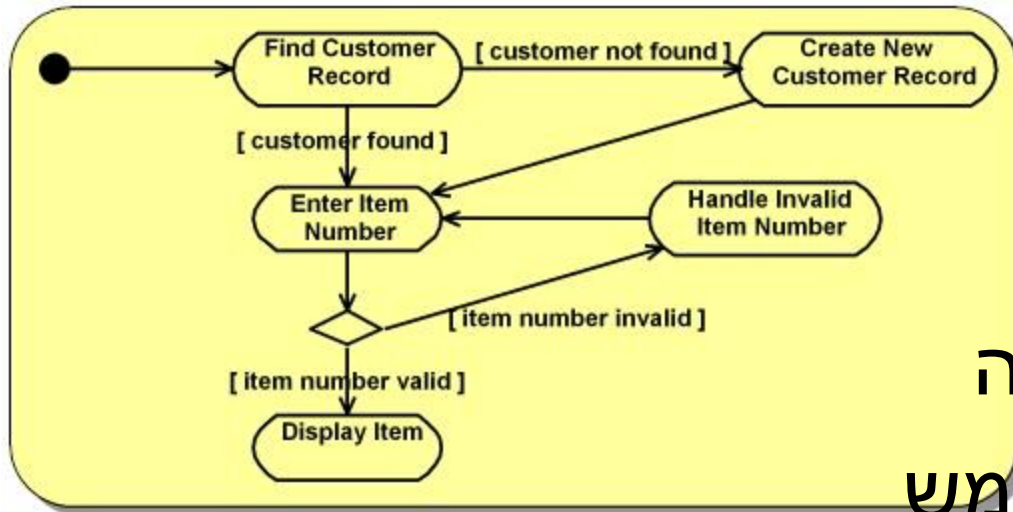 Find Customer
Record
[ customer not found ]
Create New
Customer Record
[ customer found ]
Enter Item
Number
Handle Invalid
Item Number
[ item number invalid ]
[ item number valid ]
Display Item